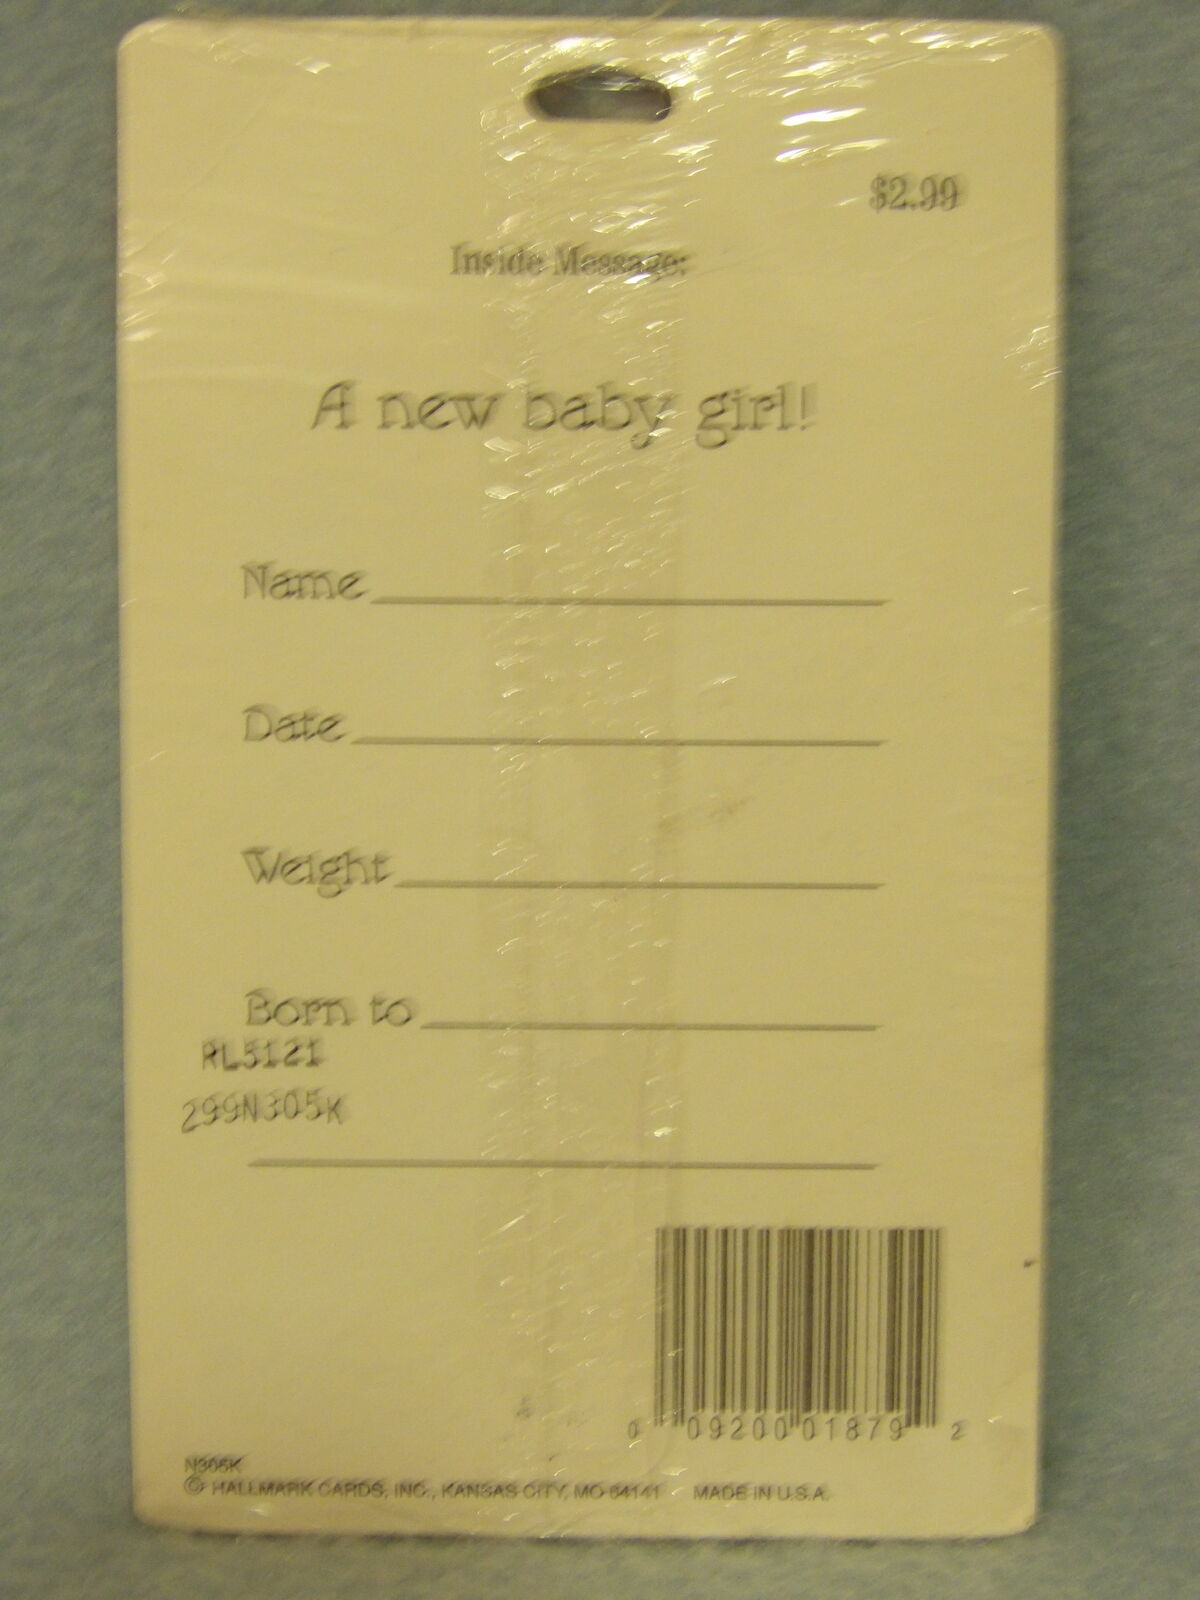 $2.99
Inside Message:
A new baby girl!
Name
Date
Weight
Born to
RL5121
299N305K
0 09200 01879 2
N305K
© HALLMARK CARDS, INC., KANSAS CITY, MO 64141 MADE IN U.S.A.